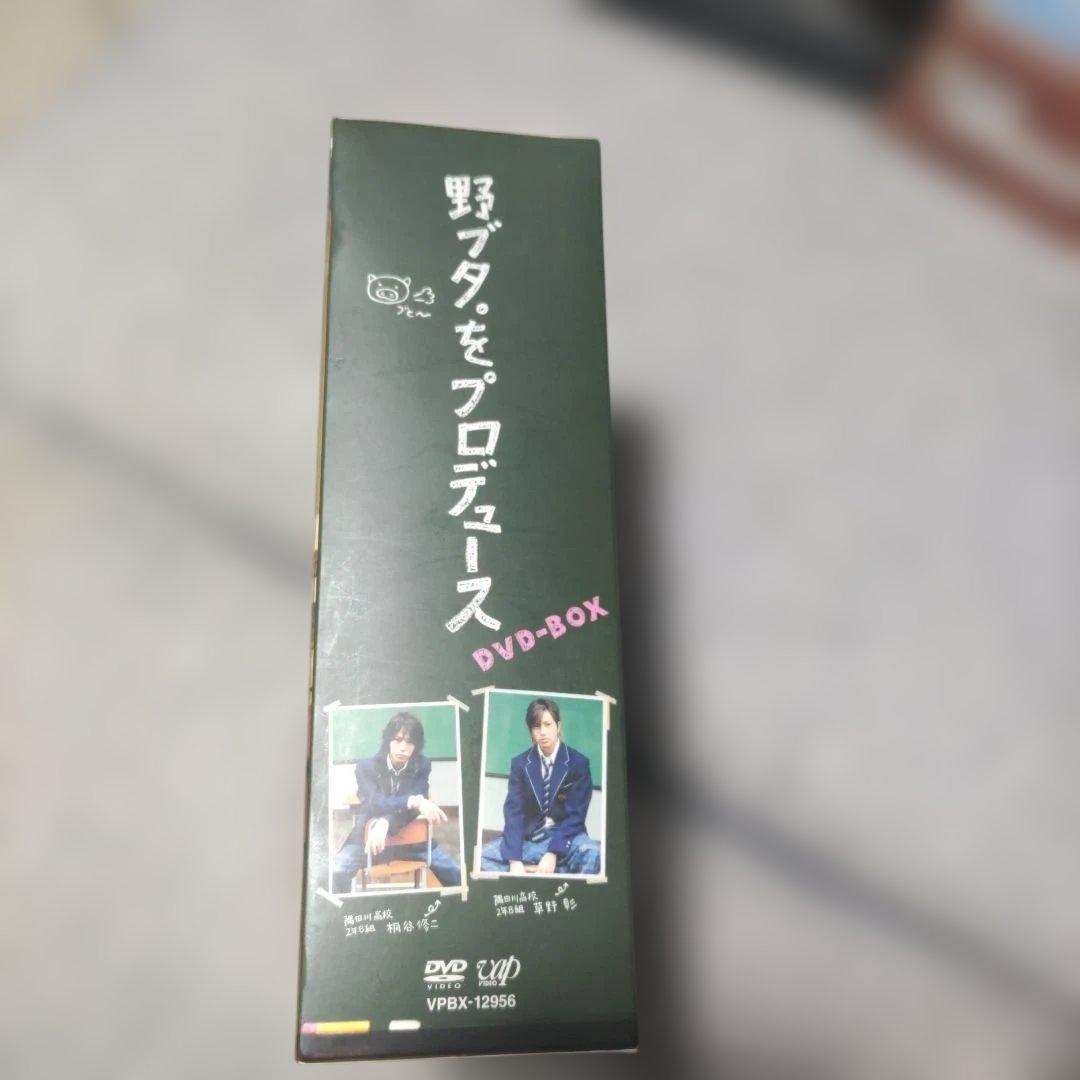 野ブタ。をプロデュース
ブヒ〜
DVD-BOX
隅田川高校
2年B組 桐谷修二
隅田川高校
2年B組 草野 彰
DVD
VIDEO
vap
VIDEO
VPBX-12956